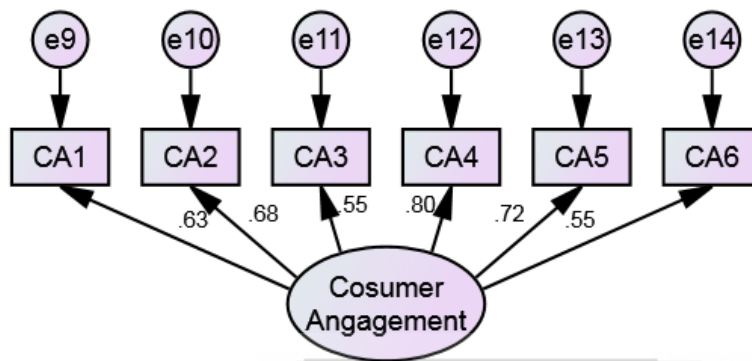 e9 e10 e11 e12 e13 e14
CA1 CA2 CA3 CA4 CA5 CA6
.63 .68 .55 .80 .72 .55
Cosumer
Angagement